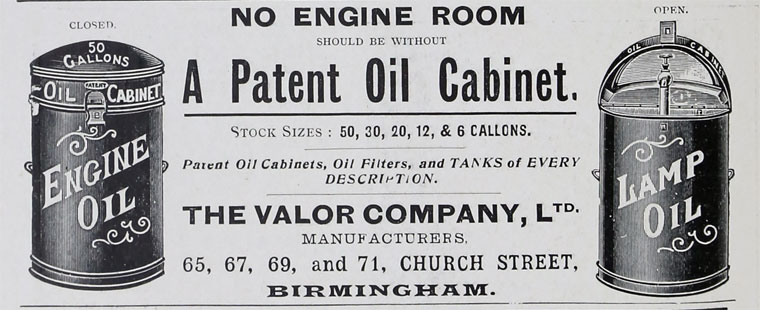 CLOSED.
50
GALLONS
PATENT
OIL CABINET
ENGINE
OIL
NO ENGINE ROOM
SHOULD BE WITHOUT
A Patent Oil Cabinet.
STOCK SIZES : 50, 30, 20, 12, & 6 GALLONS.
Patent Oil Cabinets, Oil Filters, and TANKS of EVERY
DESCRIPTION.
THE VALOR COMPANY, LTD.
MANUFACTURERS,
65, 67, 69, and 71, CHURCH STREET,
BIRMINGHAM.
OPEN.
OIL CABINET
LAMP
OIL